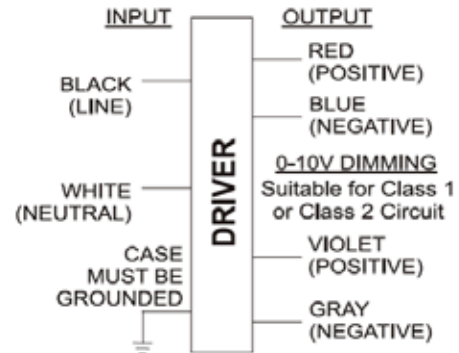 INPUT
BLACK
(LINE)
WHITE
(NEUTRAL)
CASE
MUST BE
GROUNDED
DRIVER
OUTPUT
RED
(POSITIVE)
BLUE
(NEGATIVE)
0-10V DIMMING
Suitable for Class 1
or Class 2 Circuit
VIOLET
(POSITIVE)
GRAY
(NEGATIVE)